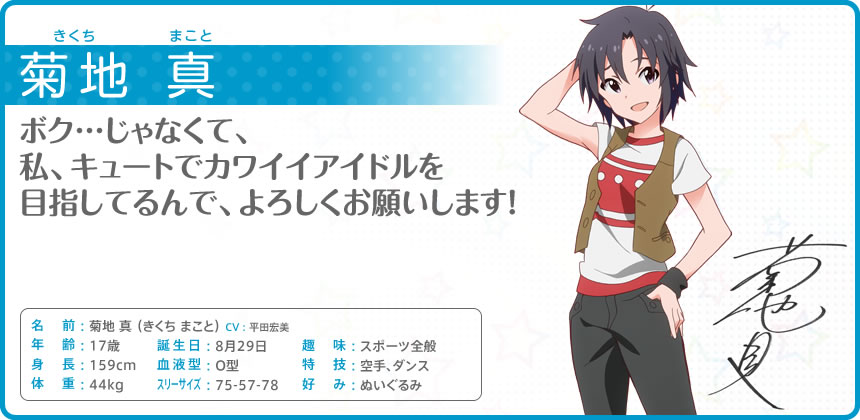 きくち まこと
菊地 真
ボク…じゃなくて、
私、キュートでカワイイアイドルを
目指してるんで、よろしくお願いします!
名 前：菊地 真 （きくち まこと） CV：平田宏美
年 齢：17歳 誕生日：8月29日 趣 味：スポーツ全般
身 長：159cm 血液型：O型 特 技：空手、ダンス
体 重：44kg スリーサイズ：75-57-78 好 み：ぬいぐるみ
菊地真